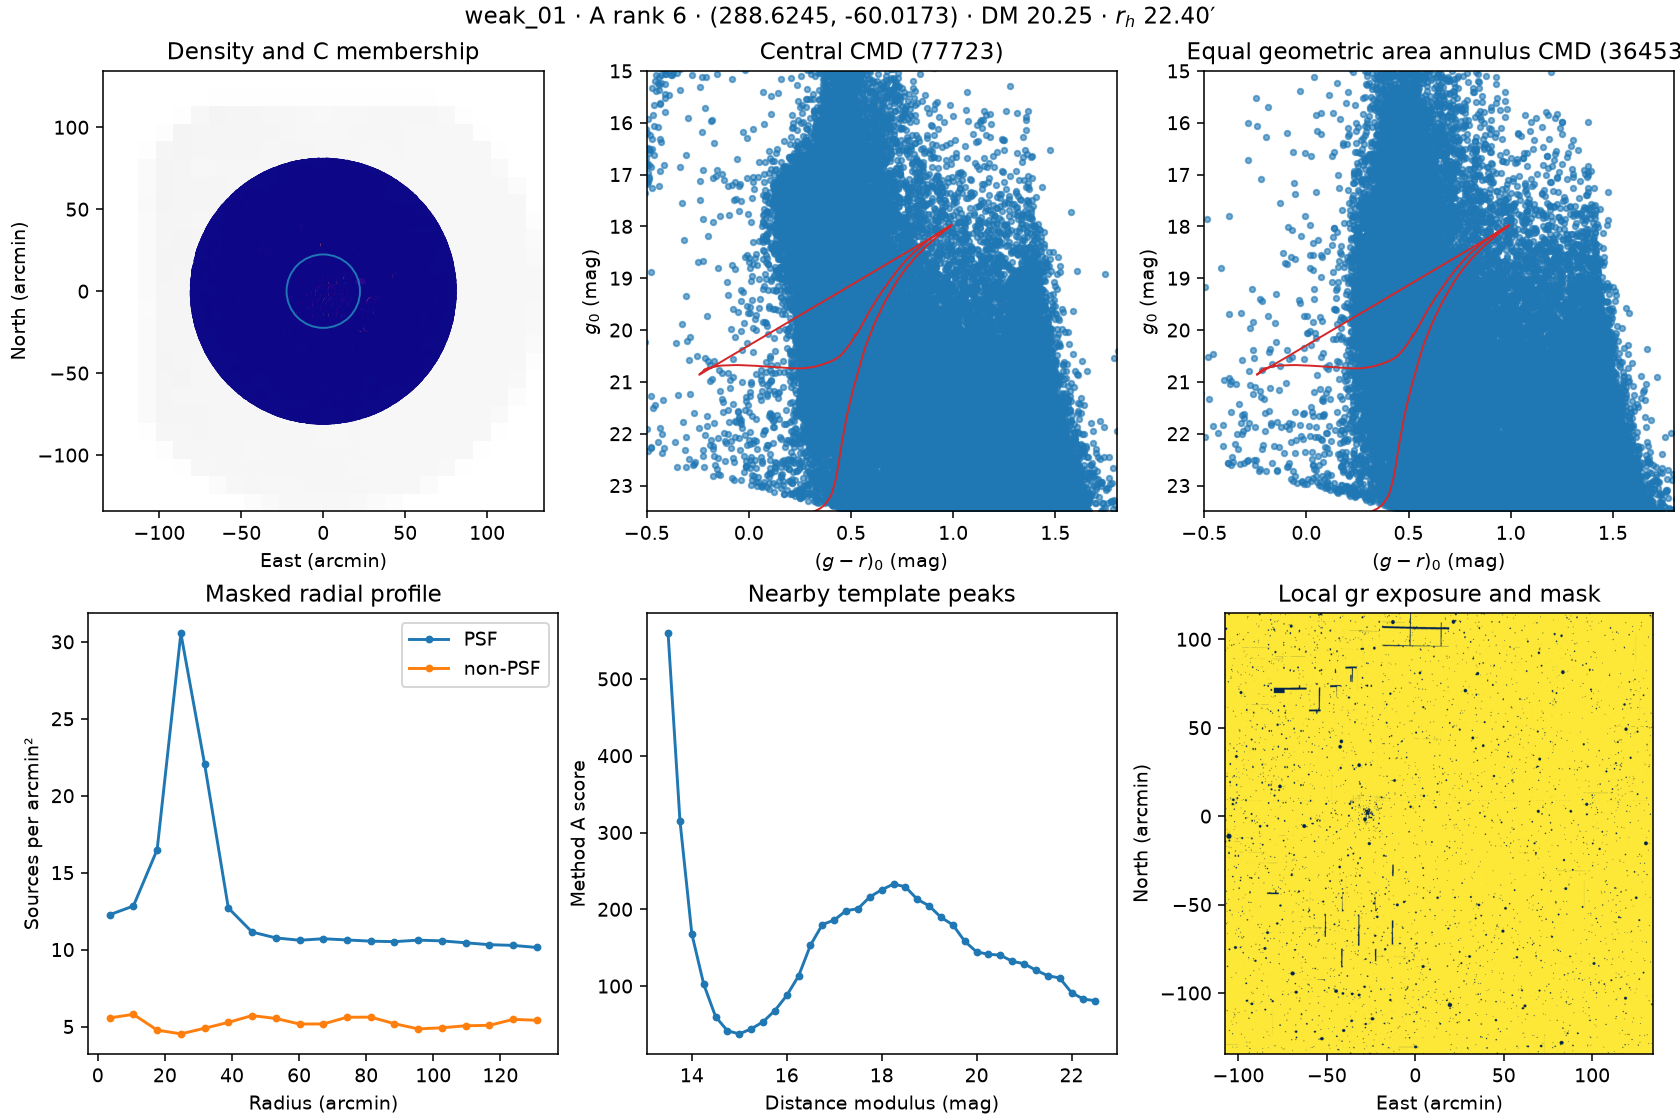 weak_01 · A rank 6 · (288.6245, -60.0173) · DM 20.25 · r_h 22.40′
Density and C membership
100
50
0
−50
−100
North (arcmin)
−100 −50 0 50 100
East (arcmin)
Central CMD (77723)
15
16
17
18
19
20
21
22
23
g₀ (mag)
−0.5 0.0 0.5 1.0 1.5
(g − r)₀ (mag)
Equal geometric area annulus CMD (36453
15
16
17
18
19
20
21
22
23
g₀ (mag)
−0.5 0.0 0.5 1.0 1.5
(g − r)₀ (mag)
Masked radial profile
PSF
non-PSF
30
25
20
15
10
5
Sources per arcmin²
0 20 40 60 80 100 120
Radius (arcmin)
Nearby template peaks
500
400
300
200
100
Method A score
14 16 18 20 22
Distance modulus (mag)
Local gr exposure and mask
100
50
0
−50
−100
North (arcmin)
−100 −50 0 50 100
East (arcmin)